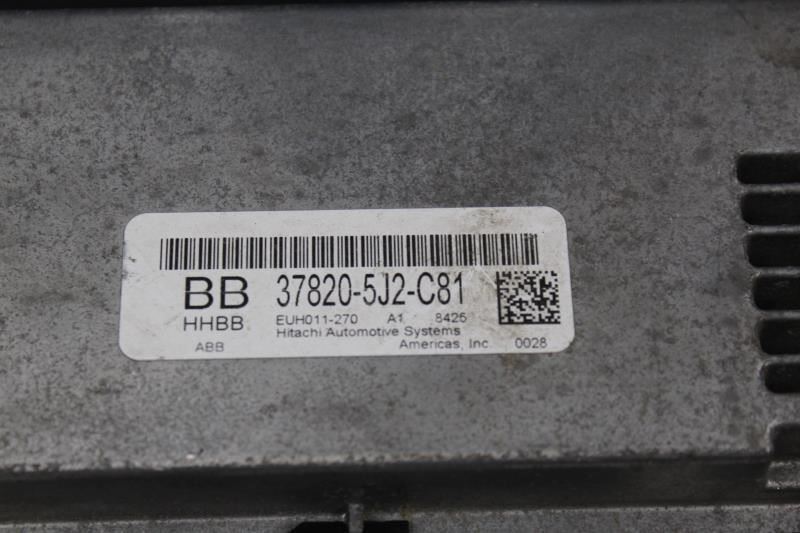 BB 37820-5J2-C81
HHBB EUH011-270 A1 8425
Hitachi Automotive Systems
ABB Americas, Inc. 0028